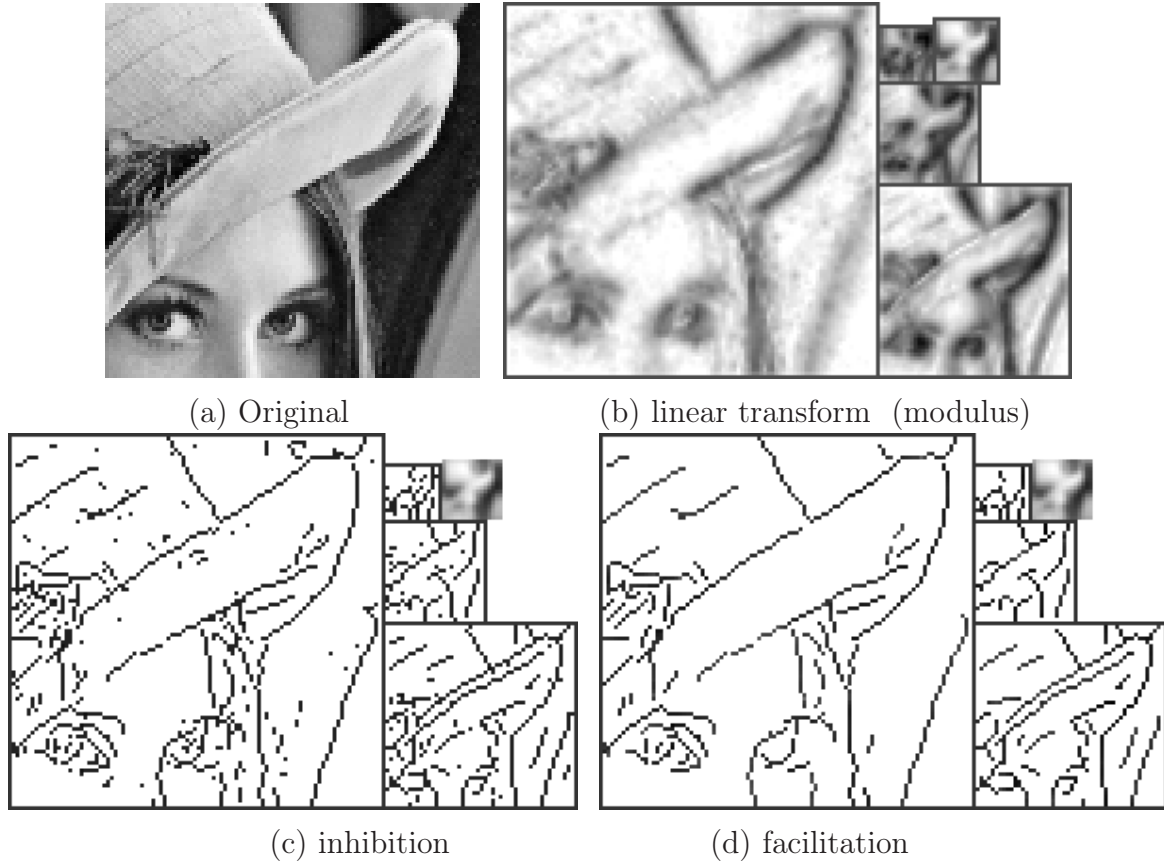 (a) Original
(b) linear transform (modulus)
(c) inhibition
(d) facilitation